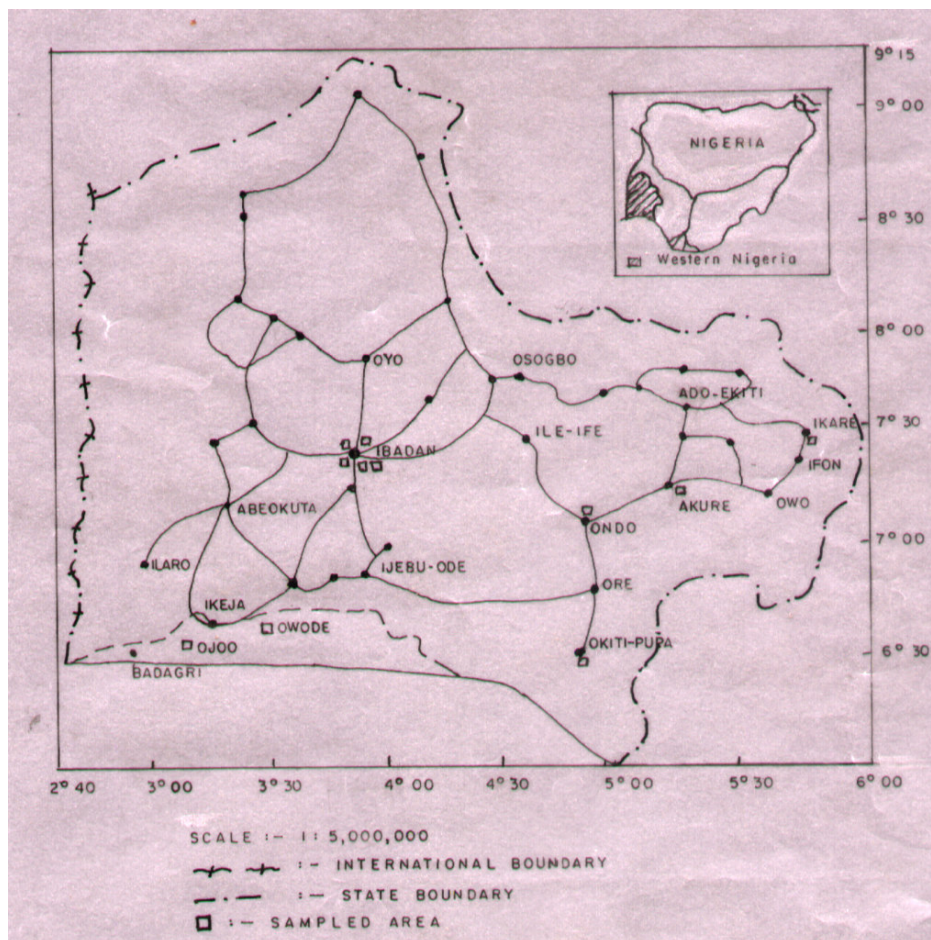 9° 15
9° 00
NIGERIA
8° 30
Western Nigeria
8° 00
OYO
OSOGBO
ADO-EKITI
7° 30
IKARE
ILE-IFE
IBADAN
IFON
ABEOKUTA
AKURE
OWO
ONDO
7° 00
ILARO
IJEBU-ODE
ORE
IKEJA
OWODE
OJOO
OKITI-PUPA
6° 30
BADAGRI
2° 40
3° 00
3° 30
4° 00
4° 30
5° 00
5° 30
6° 00
SCALE :- 1: 5,000,000
:- INTERNATIONAL BOUNDARY
:- STATE BOUNDARY
:- SAMPLED AREA